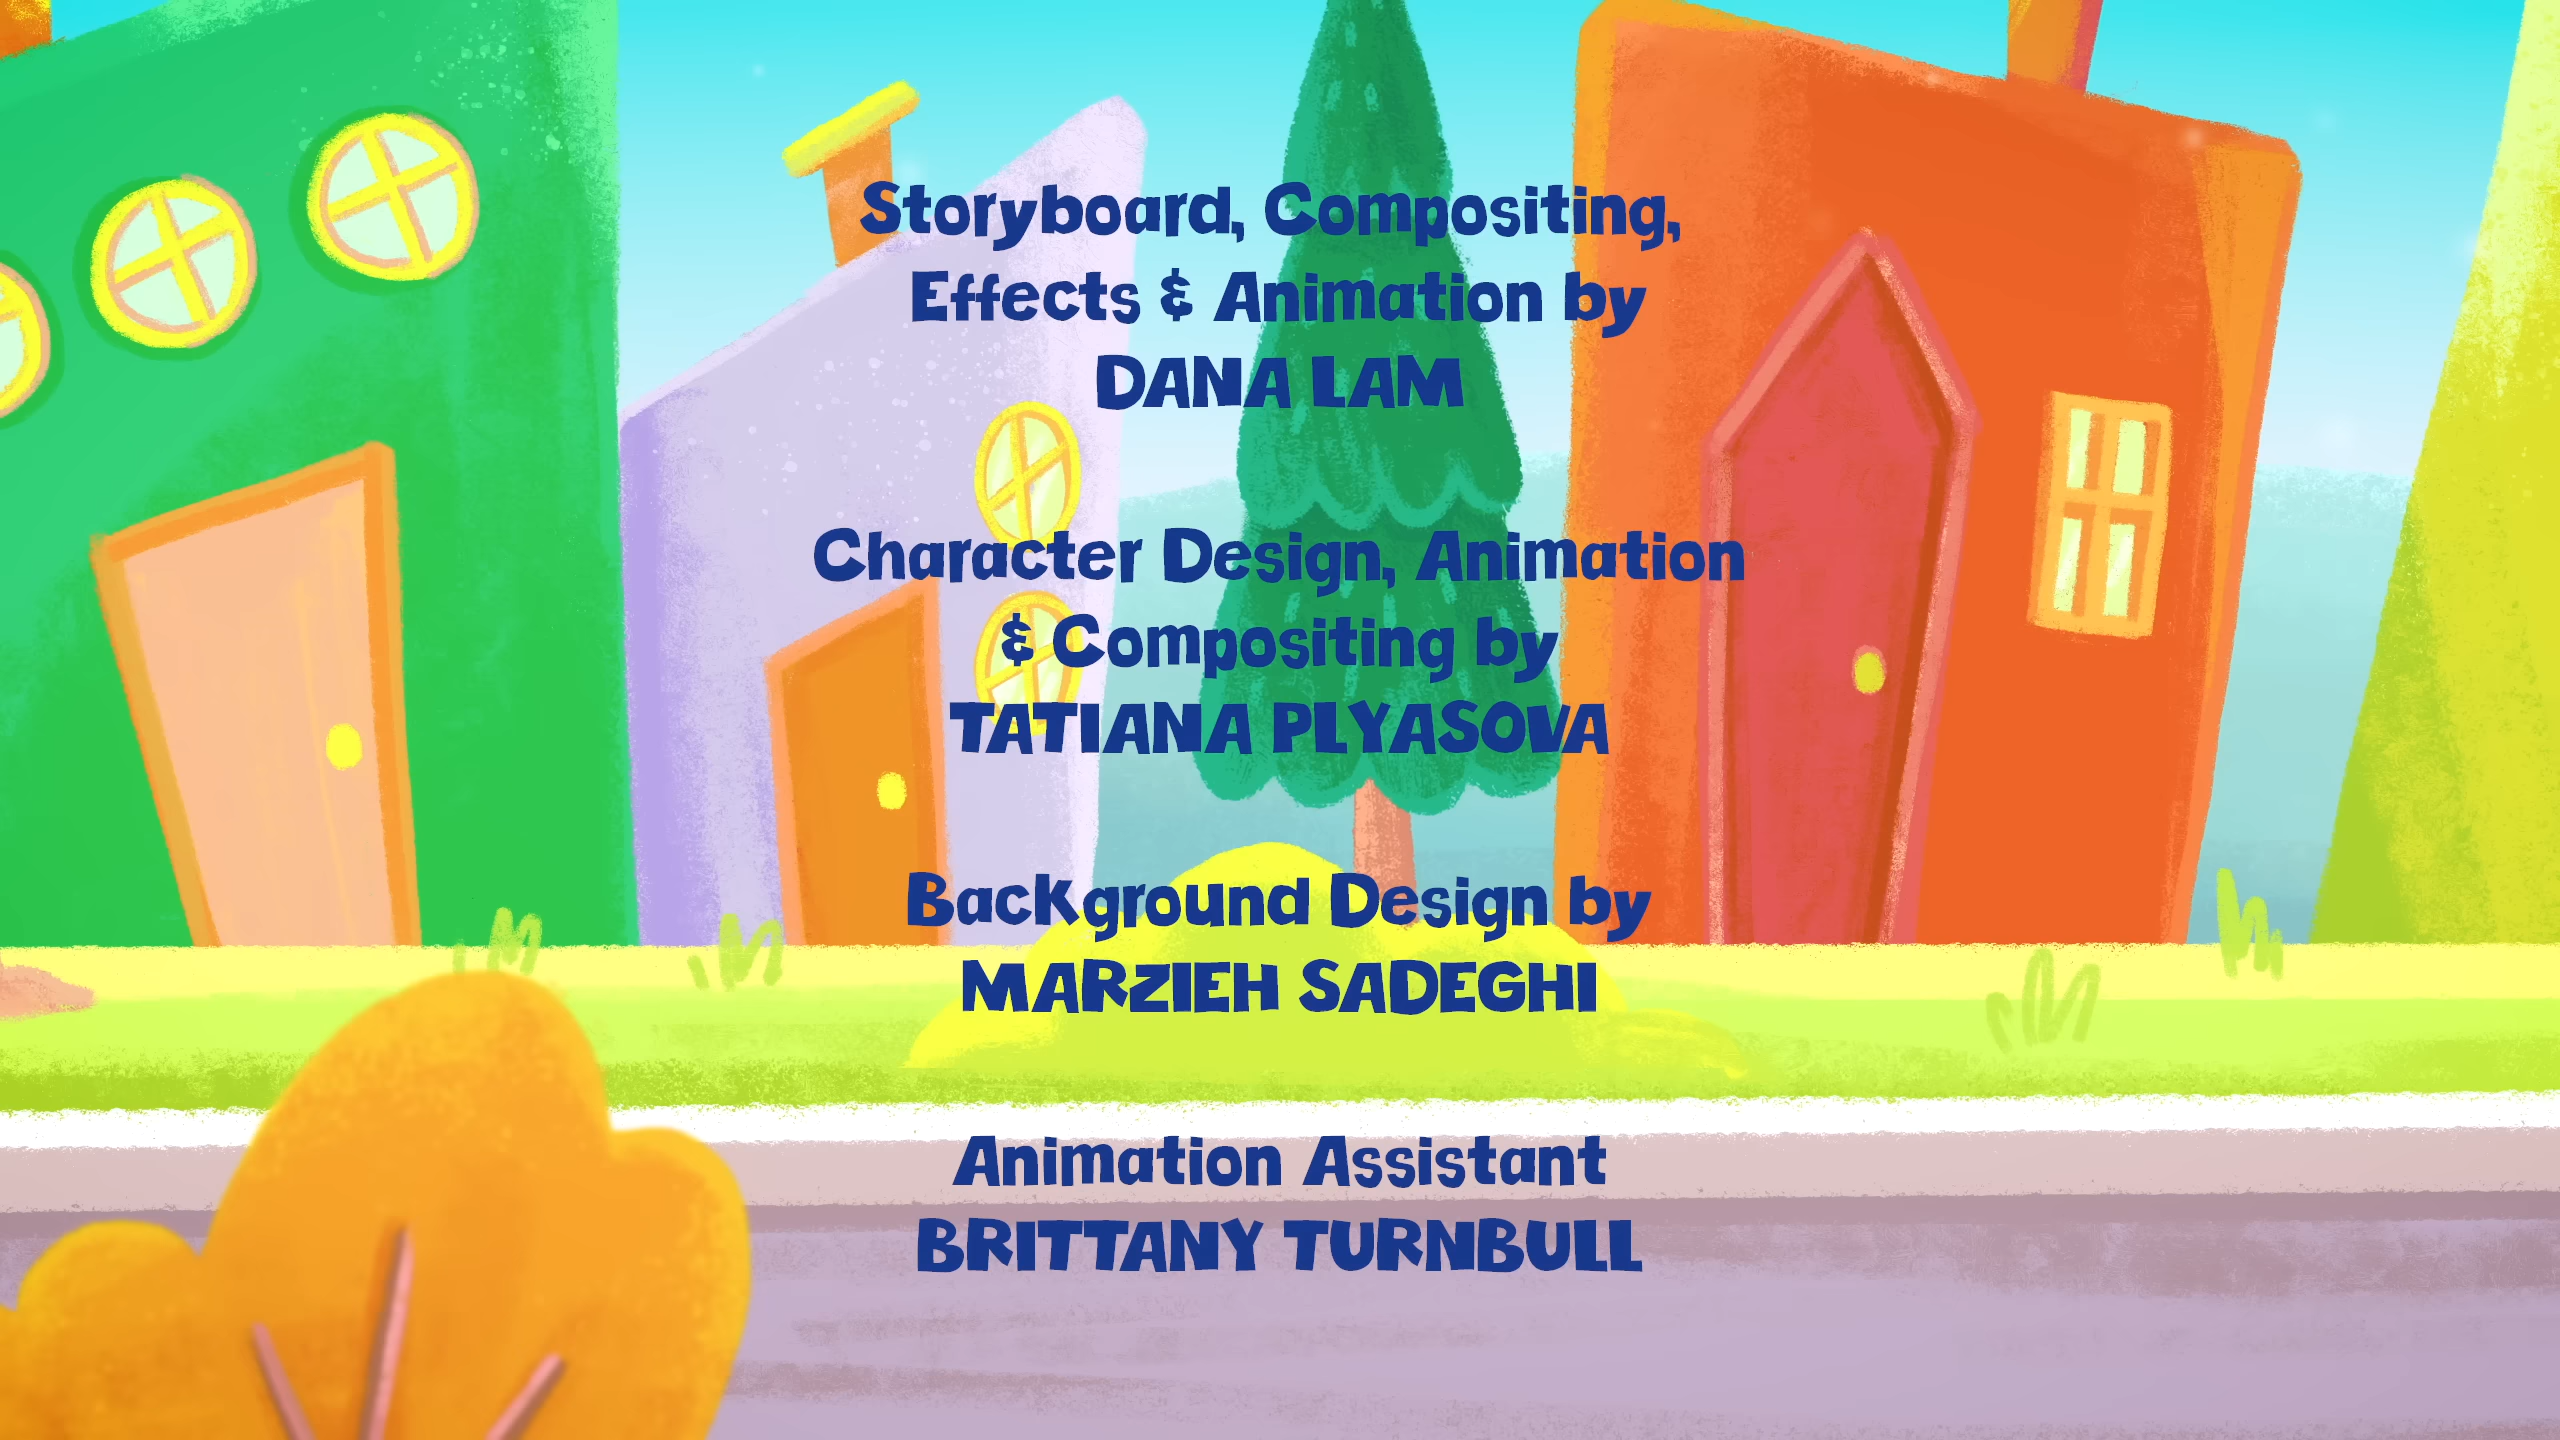 Storyboard, Compositing,
Effects & Animation by
DANA LAM
Character Design, Animation
& Compositing by
TATIANA PLYASOVA
Background Design by
MARZIEH SADEGHI
Animation Assistant
BRITTANY TURNBULL